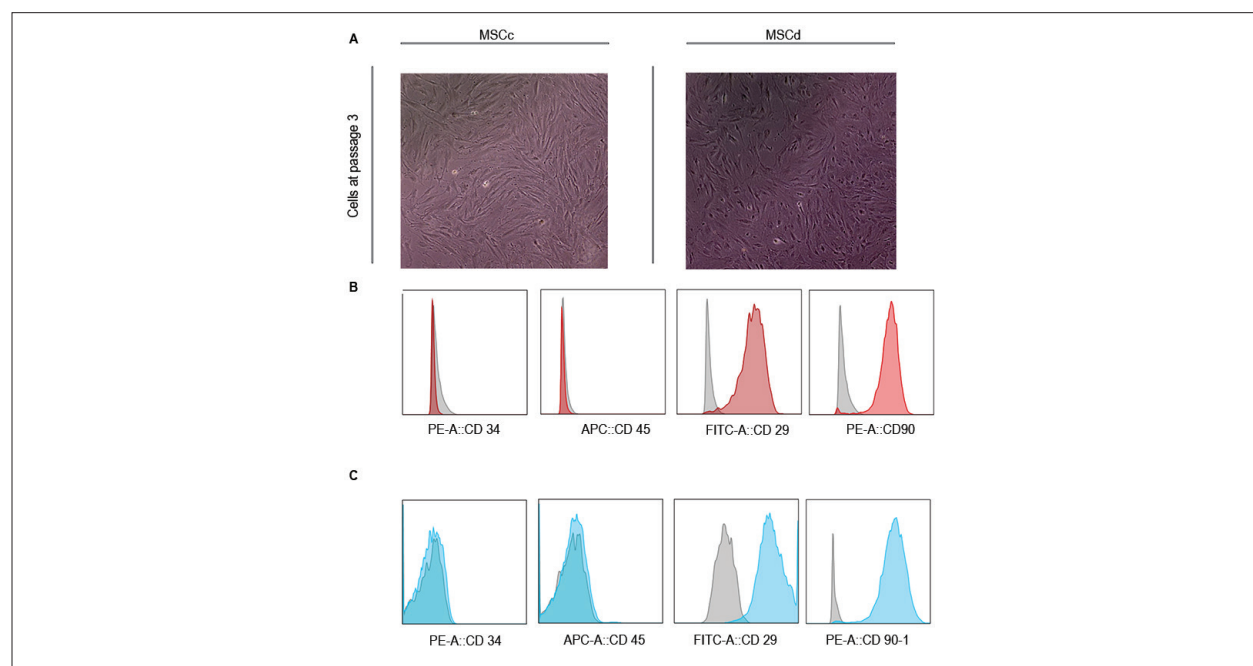 A
MSCc
MSCd
Cells at passage 3
B
PE-A::CD 34
APC::CD 45
FITC-A::CD 29
PE-A::CD90
C
PE-A::CD 34
APC-A::CD 45
FITC-A::CD 29
PE-A::CD 90-1